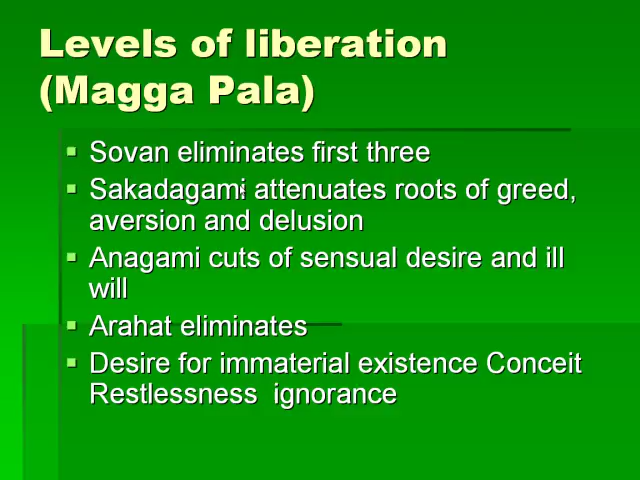 Levels of liberation
(Magga Pala)
Sovan eliminates first three
Sakadagami attenuates roots of greed,
aversion and delusion
Anagami cuts of sensual desire and ill
will
Arahat eliminates
Desire for immaterial existence Conceit
Restlessness  ignorance